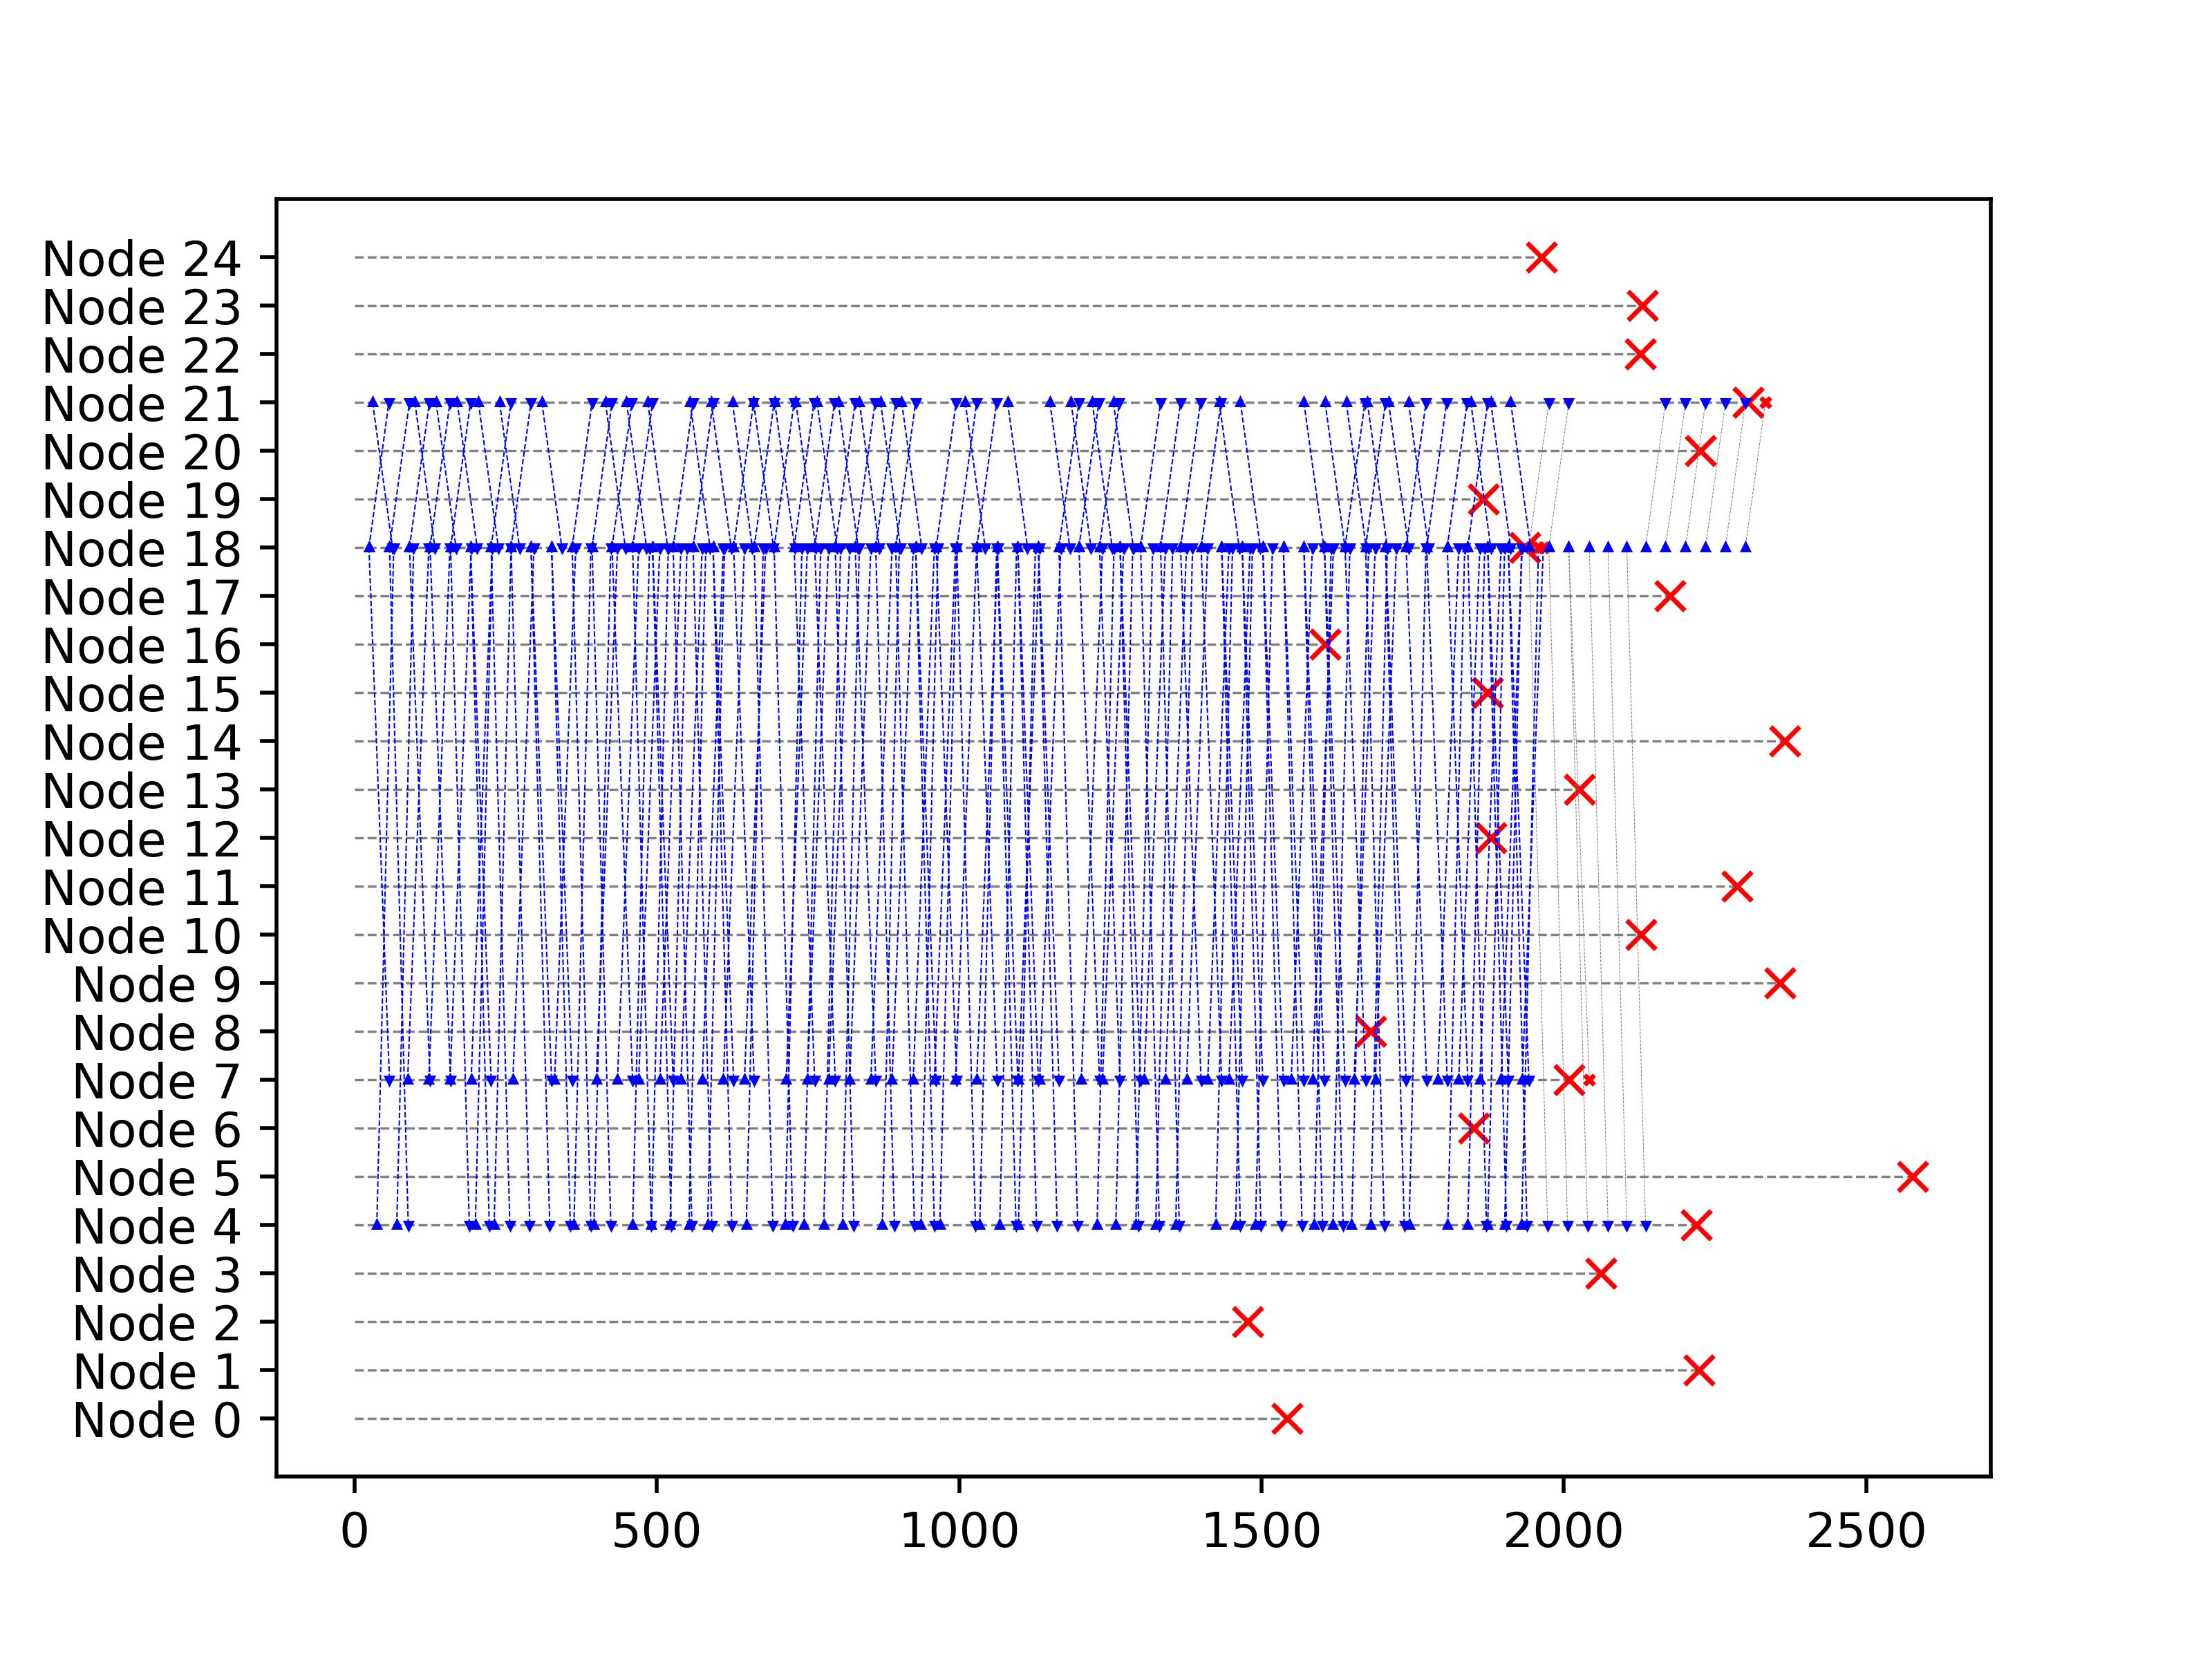 Node 24
Node 23
Node 22
Node 21
Node 20
Node 19
Node 18
Node 17
Node 16
Node 15
Node 14
Node 13
Node 12
Node 11
Node 10
Node 9
Node 8
Node 7
Node 6
Node 5
Node 4
Node 3
Node 2
Node 1
Node 0
0 500 1000 1500 2000 2500